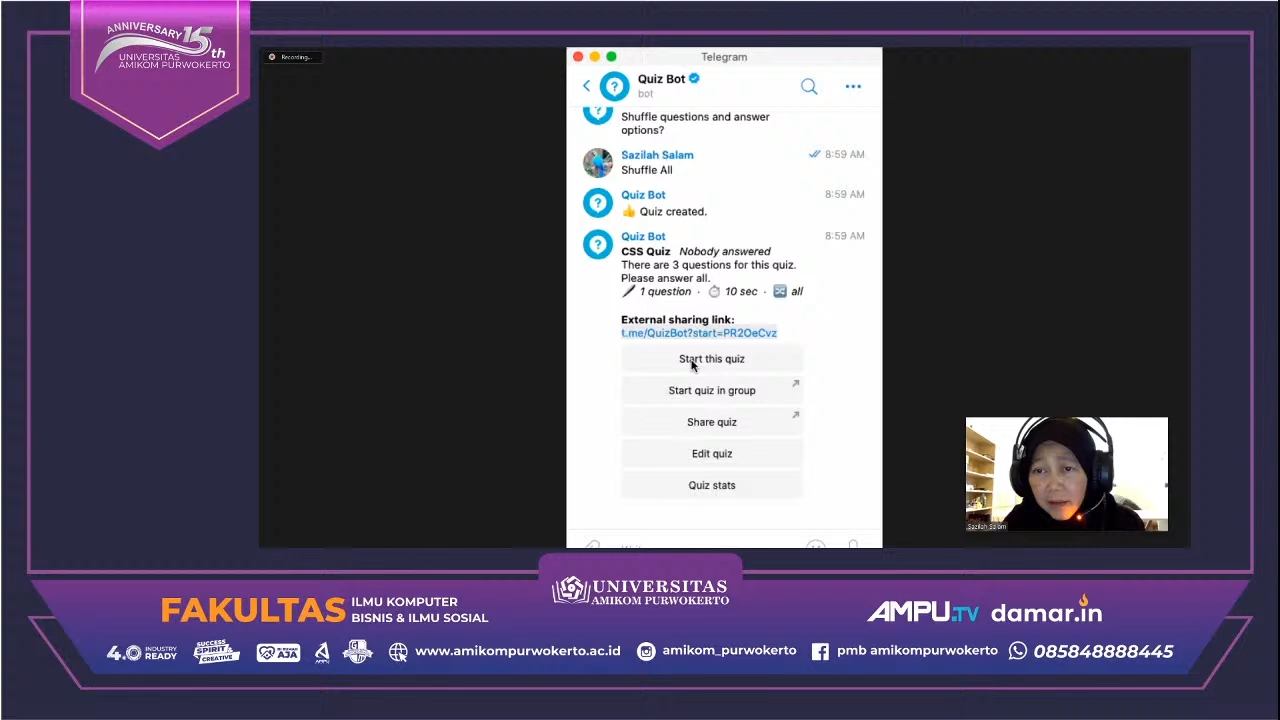 ANNIVERSARY 15th
UNIVERSITAS
AMIKOM PURWOKERTO
Recording...
Telegram
Quiz Bot
bot
Shuffle questions and answer
options?
Sazilah Salam 8:59 AM
Shuffle All
Quiz Bot 8:59 AM
👍 Quiz created.
Quiz Bot 8:59 AM
CSS Quiz Nobody answered
There are 3 questions for this quiz.
Please answer all.
1 question · 10 sec · all
External sharing link:
t.me/QuizBot?start=PR2OeCvz
Start this quiz
Start quiz in group
Share quiz
Edit quiz
Quiz stats
Sazilah Salam
UNIVERSITAS
AMIKOM PURWOKERTO
FAKULTAS ILMU KOMPUTER
BISNIS & ILMU SOSIAL
AMPU.TV damar.in
4.0 INDUSTRY READY
SUCCESS SPIRIT CREATIVE
www.amikompurwokerto.ac.id
amikom_purwokerto
pmb amikompurwokerto
085848888445